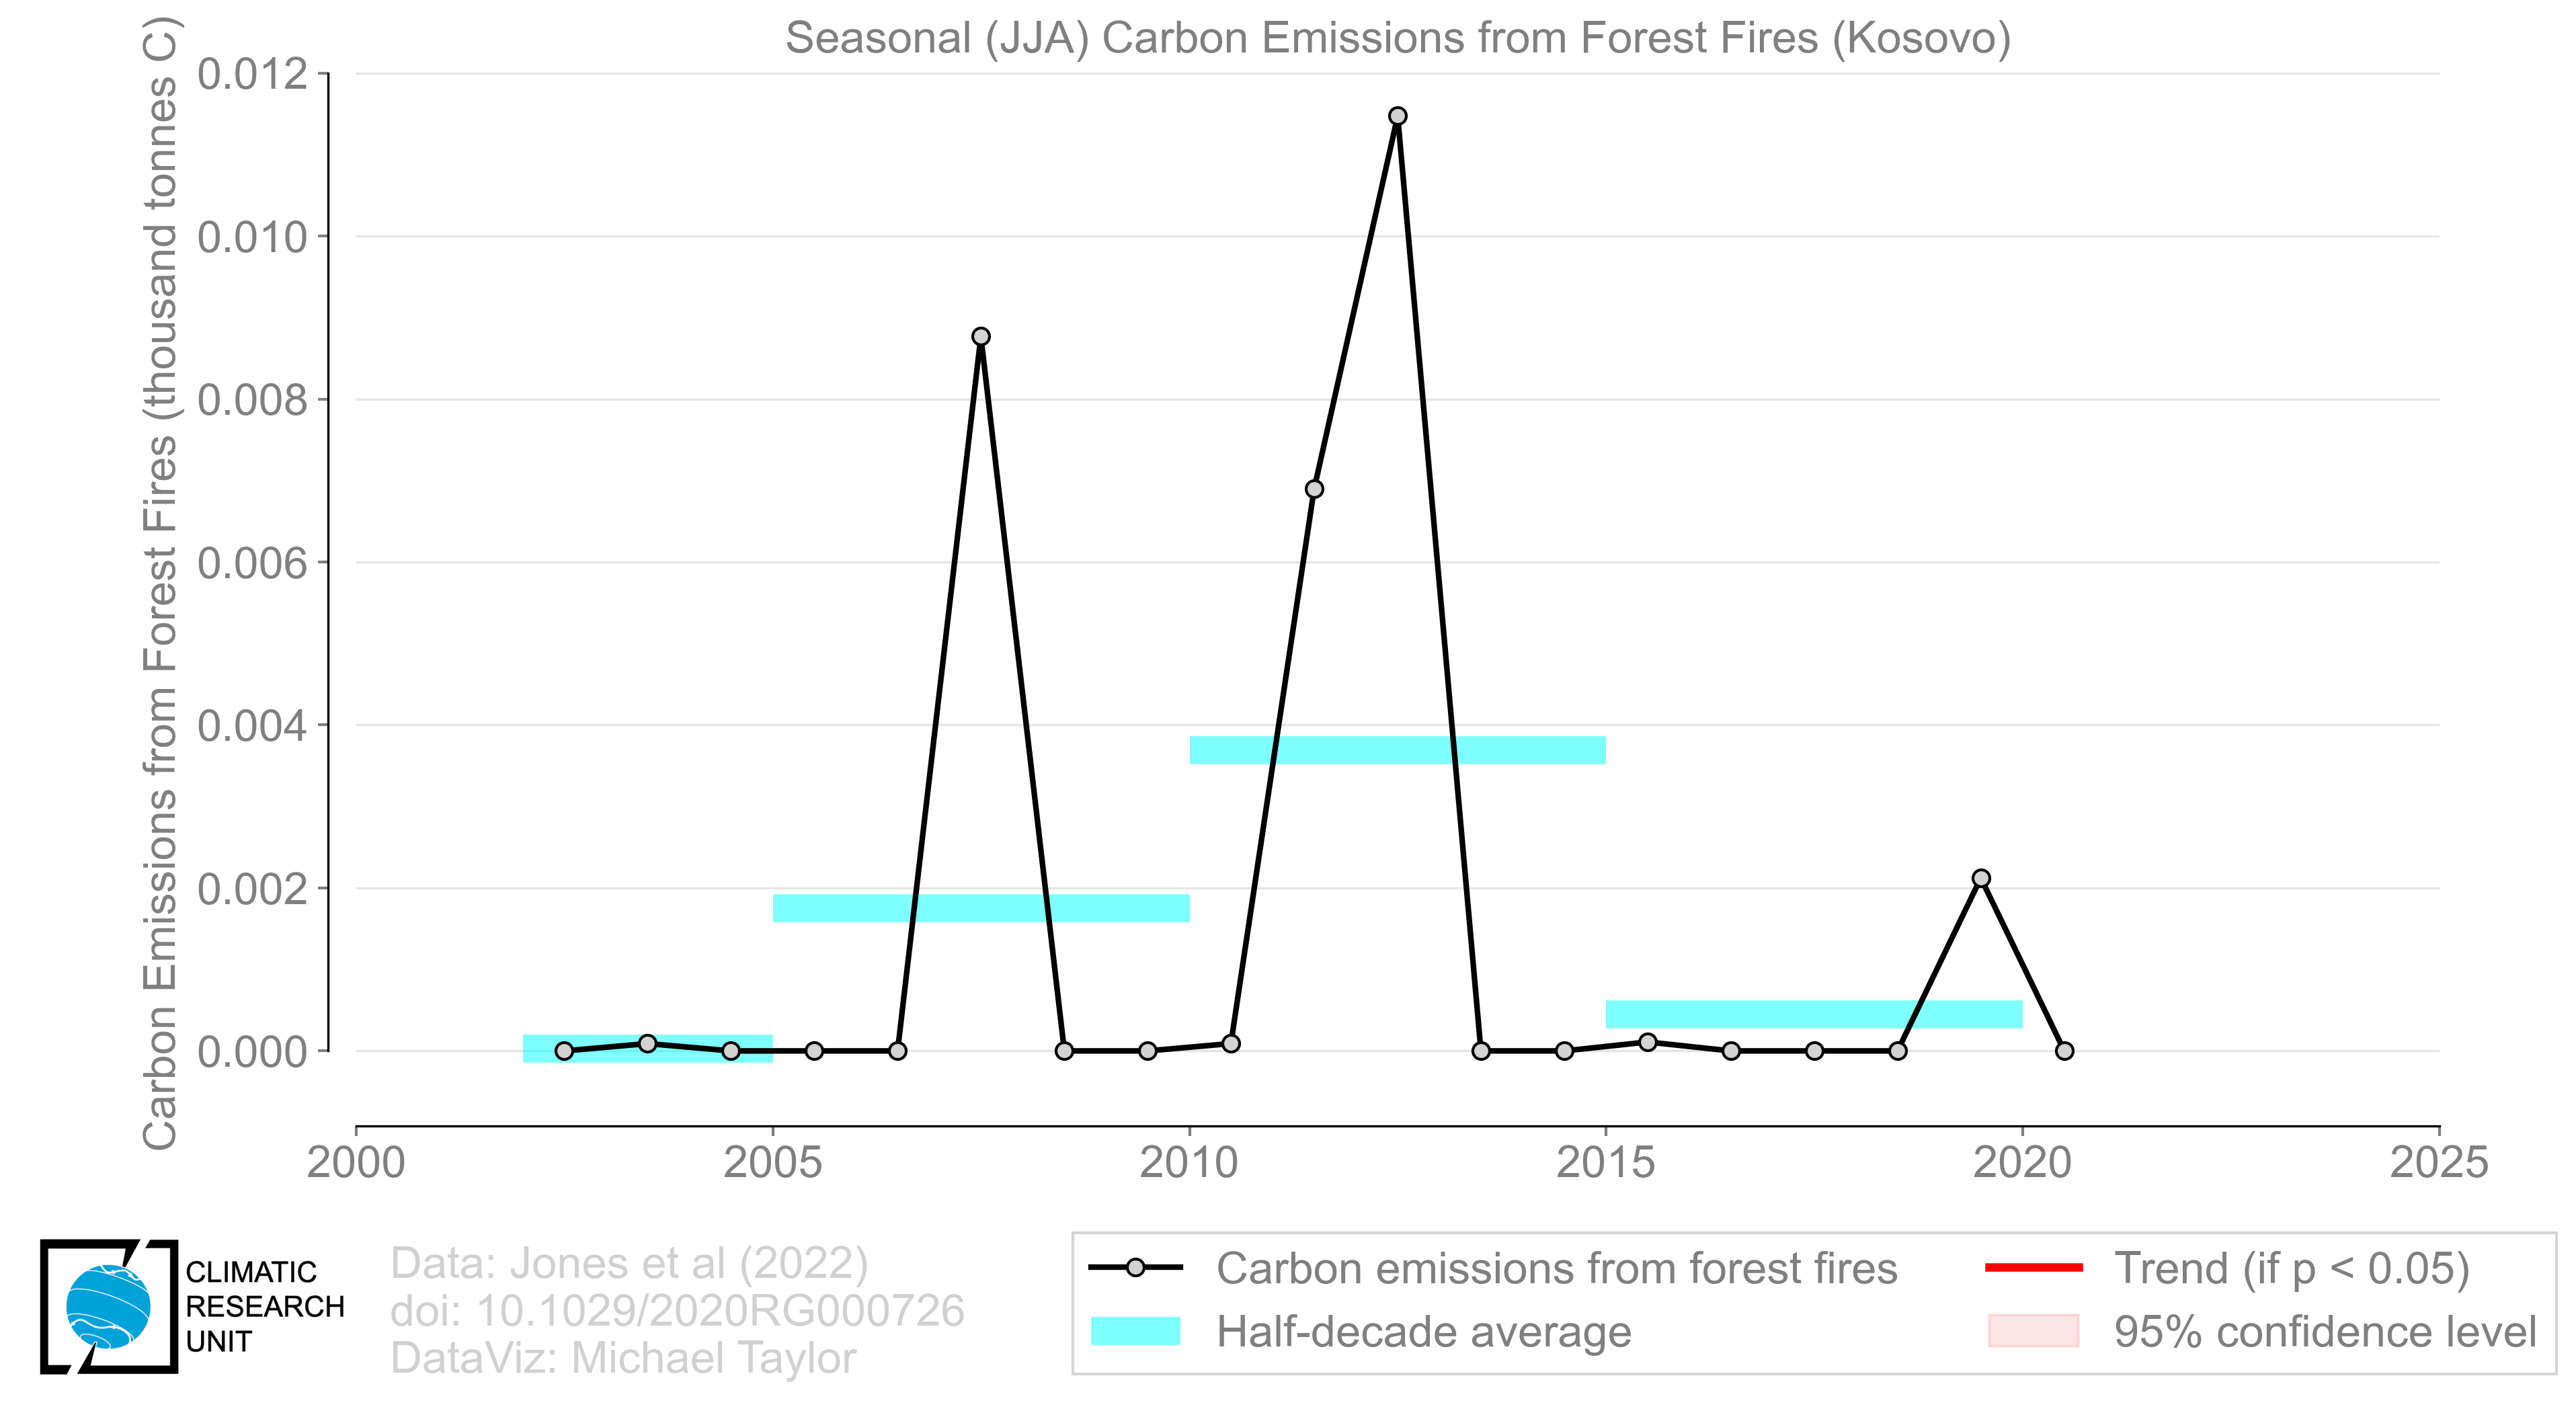 Seasonal (JJA) Carbon Emissions from Forest Fires (Kosovo)
Carbon Emissions from Forest Fires (thousand tonnes C)
0.012
0.010
0.008
0.006
0.004
0.002
0.000
2000 2005 2010 2015 2020 2025
CLIMATIC
RESEARCH
UNIT
Data: Jones et al (2022)
doi: 10.1029/2020RG000726
DataViz: Michael Taylor
Carbon emissions from forest fires
Half-decade average
Trend (if p < 0.05)
95% confidence level